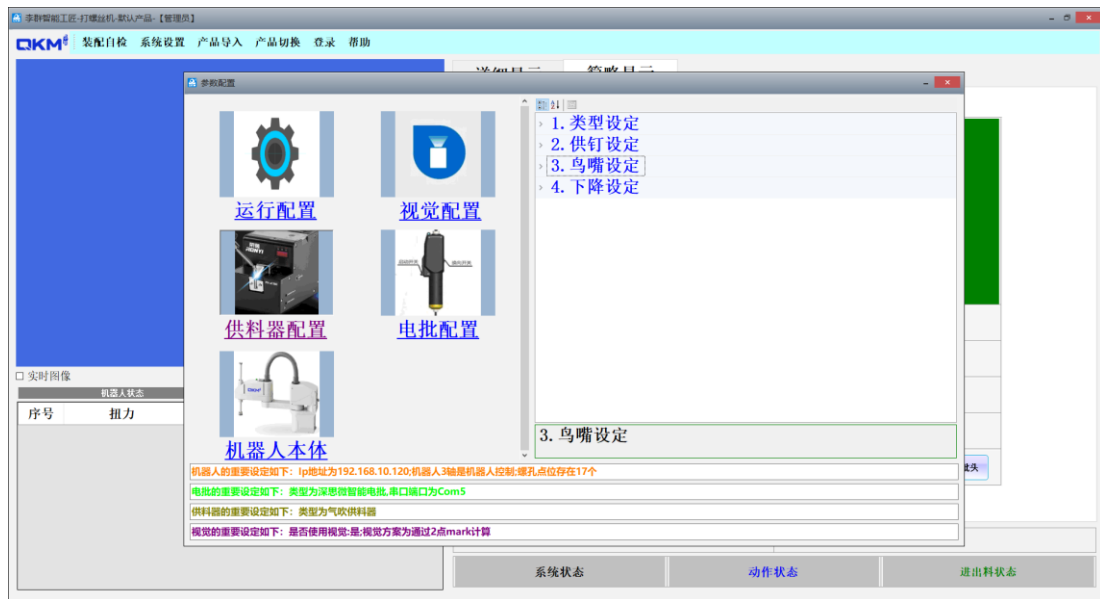 李群智能工匠-打螺丝机-默认产品-【管理员】
QKM
装配自检 系统设置 产品导入 产品切换 登录 帮助
详细显示 简略显示
参数配置
运行配置
视觉配置
供料器配置
电批配置
机器人本体
1. 类型设定
2. 供钉设定
3. 鸟嘴设定
4. 下降设定
3. 鸟嘴设定
机器人的重要设定如下：Ip地址为192.168.10.120;机器人3轴是机器人控制;螺孔点位存在17个
电批的重要设定如下：类型为深思微智能电批,串口端口为Com5
供料器的重要设定如下：类型为气吹供料器
视觉的重要设定如下：是否使用视觉:是;视觉方案为通过2点mark计算
实时图像
机器人状态
序号 扭力
批头
系统状态 动作状态 进出料状态